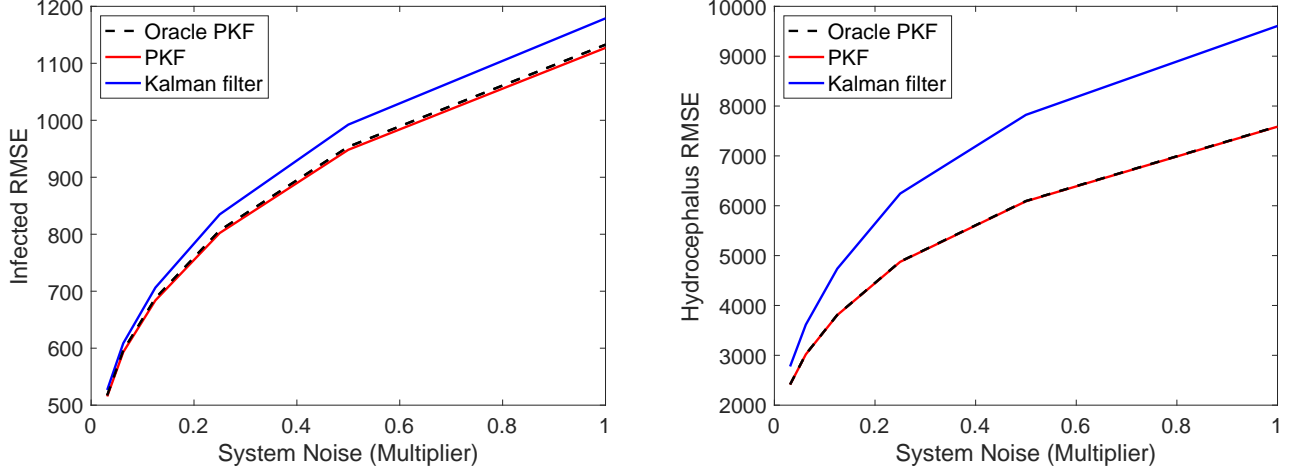 Infected RMSE
1200
1100
1000
900
800
700
600
500
Oracle PKF
PKF
Kalman filter
0 0.2 0.4 0.6 0.8 1
System Noise (Multiplier)
Hydrocephalus RMSE
10000
9000
8000
7000
6000
5000
4000
3000
2000
Oracle PKF
PKF
Kalman filter
0 0.2 0.4 0.6 0.8 1
System Noise (Multiplier)